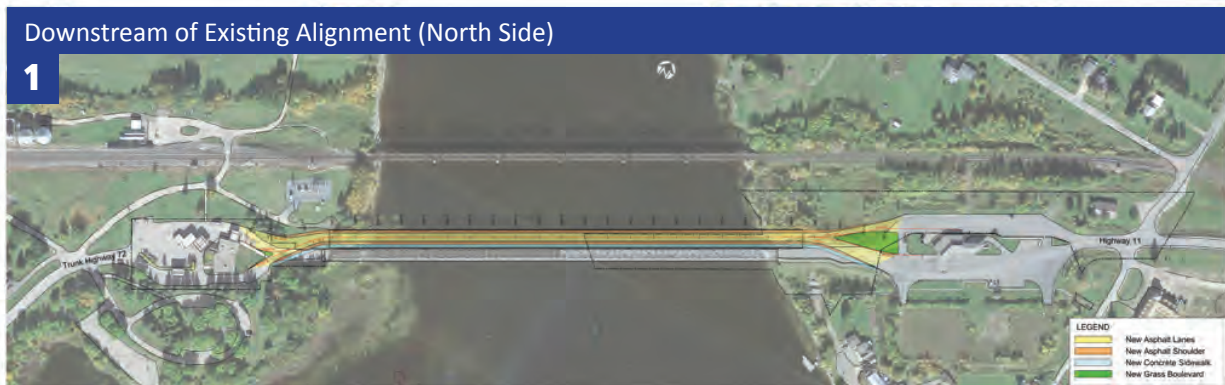 Downstream of Existing Alignment (North Side)
1
Trunk Highway 72
Highway 11
LEGEND
New Asphalt Lanes
New Asphalt Shoulder
New Concrete Sidewalk
New Grass Boulevard